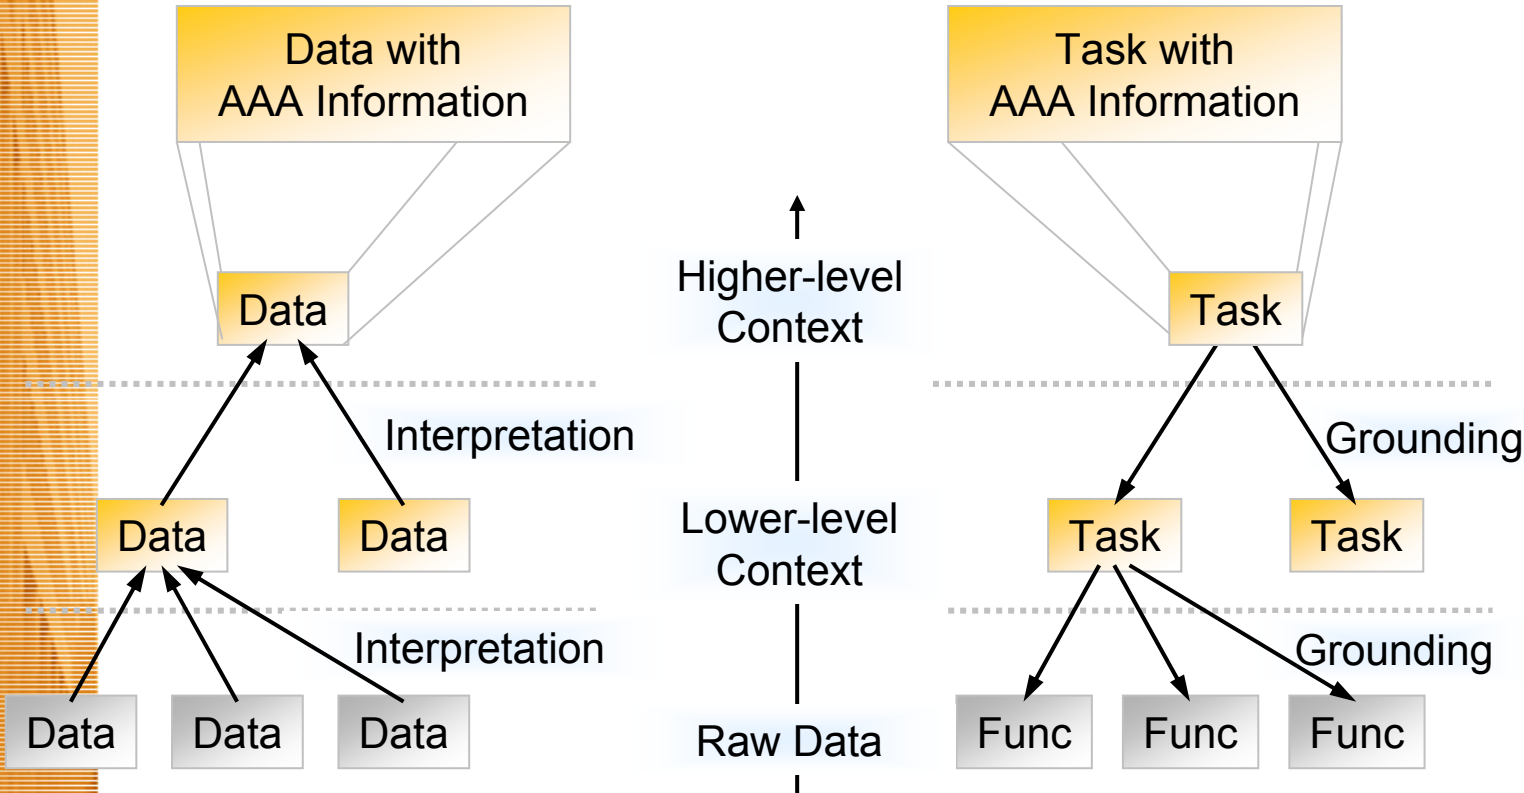 Data with
AAA Information
Task with
AAA Information
Higher-level
Context
Data
Task
Interpretation
Grounding
Lower-level
Context
Data
Data
Task
Task
Interpretation
Grounding
Raw Data
Data
Data
Data
Func
Func
Func